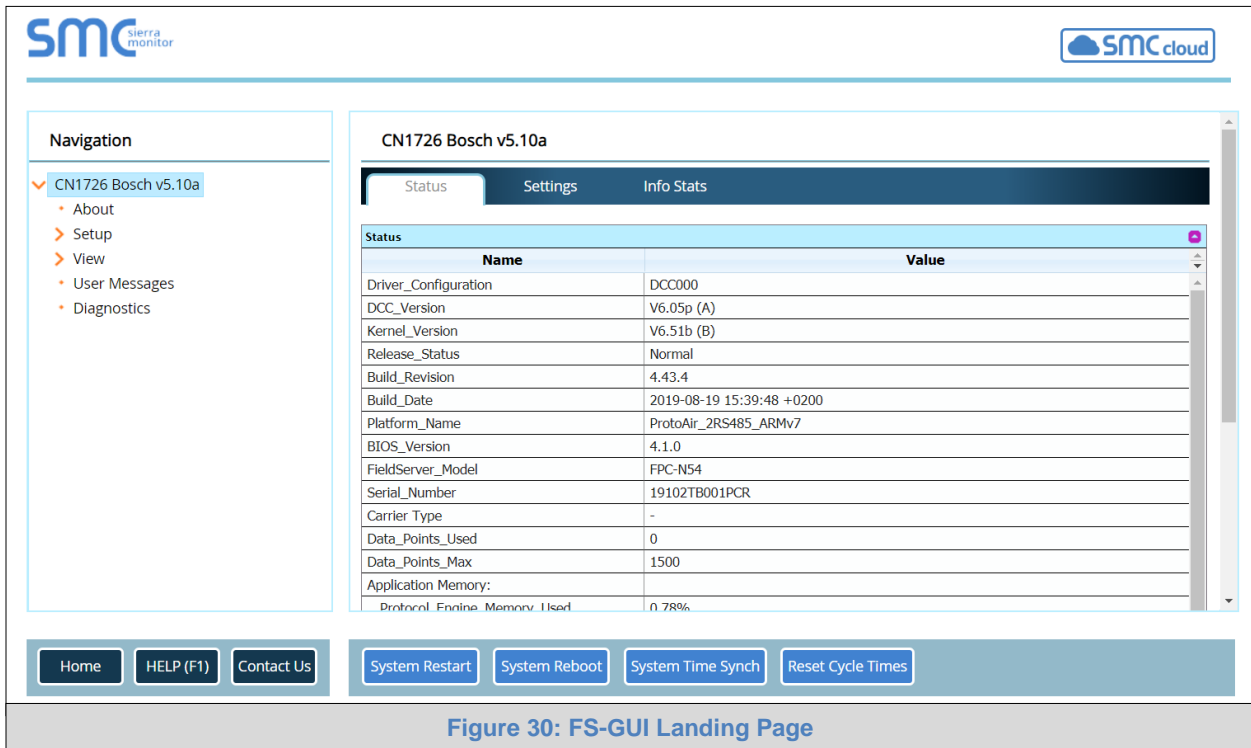 SMC sierra monitor
SMC cloud
Navigation
CN1726 Bosch v5.10a
About
Setup
View
User Messages
Diagnostics
CN1726 Bosch v5.10a
Status Settings Info Stats
Status
Name Value
Driver_Configuration DCC000
DCC_Version V6.05p (A)
Kernel_Version V6.51b (B)
Release_Status Normal
Build_Revision 4.43.4
Build_Date 2019-08-19 15:39:48 +0200
Platform_Name ProtoAir_2RS485_ARMv7
BIOS_Version 4.1.0
FieldServer_Model FPC-N54
Serial_Number 19102TB001PCR
Carrier Type -
Data_Points_Used 0
Data_Points_Max 1500
Application Memory:
Protocol_Engine_Memory_Used 0.78%
Home HELP (F1) Contact Us
System Restart System Reboot System Time Synch Reset Cycle Times
Figure 30: FS-GUI Landing Page